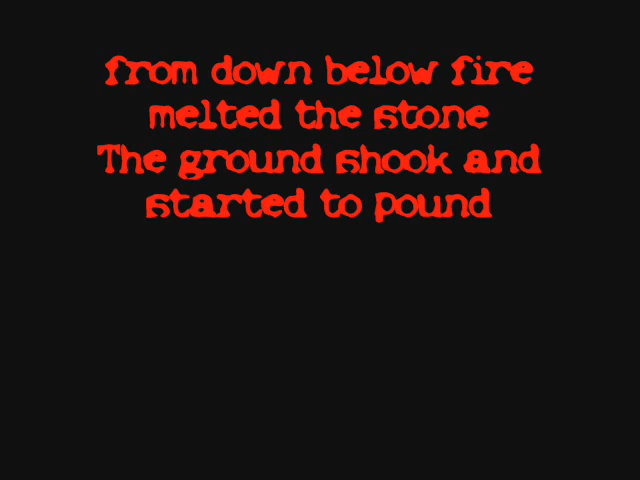 from down below fire
melted the stone
The ground shook and
started to pound